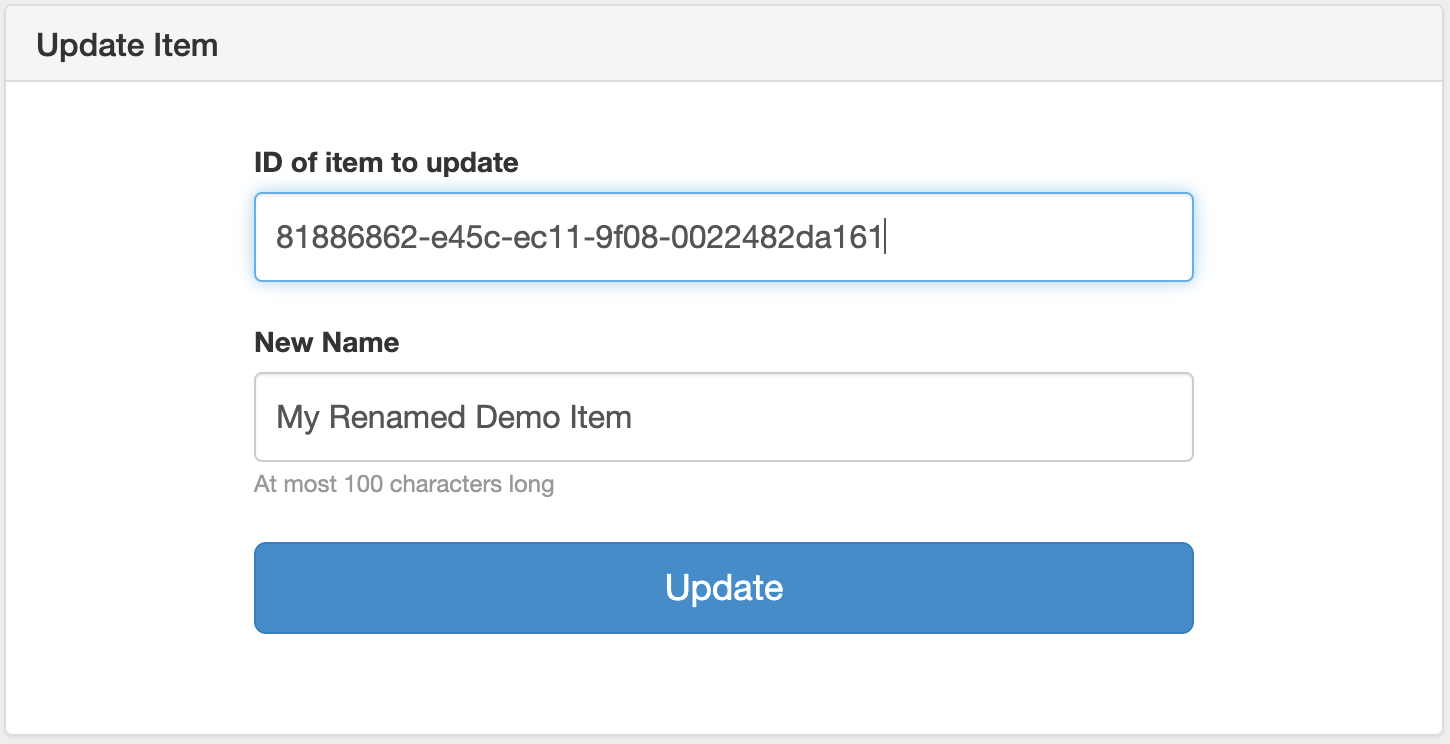 Update Item
ID of item to update
81886862-e45c-ec11-9f08-0022482da161
New Name
My Renamed Demo Item
At most 100 characters long
Update